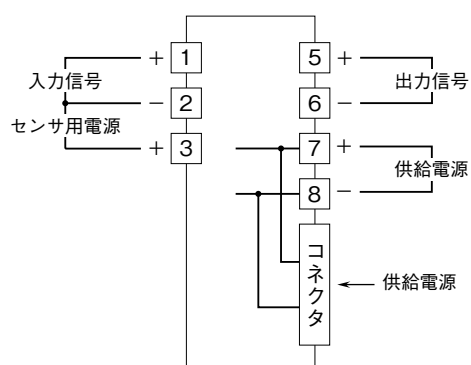 + 1
入力信号
- 2
センサ用電源
+ 3
5 +
出力信号
6 -
7 +
供給電源
8 -
コネクタ
供給電源